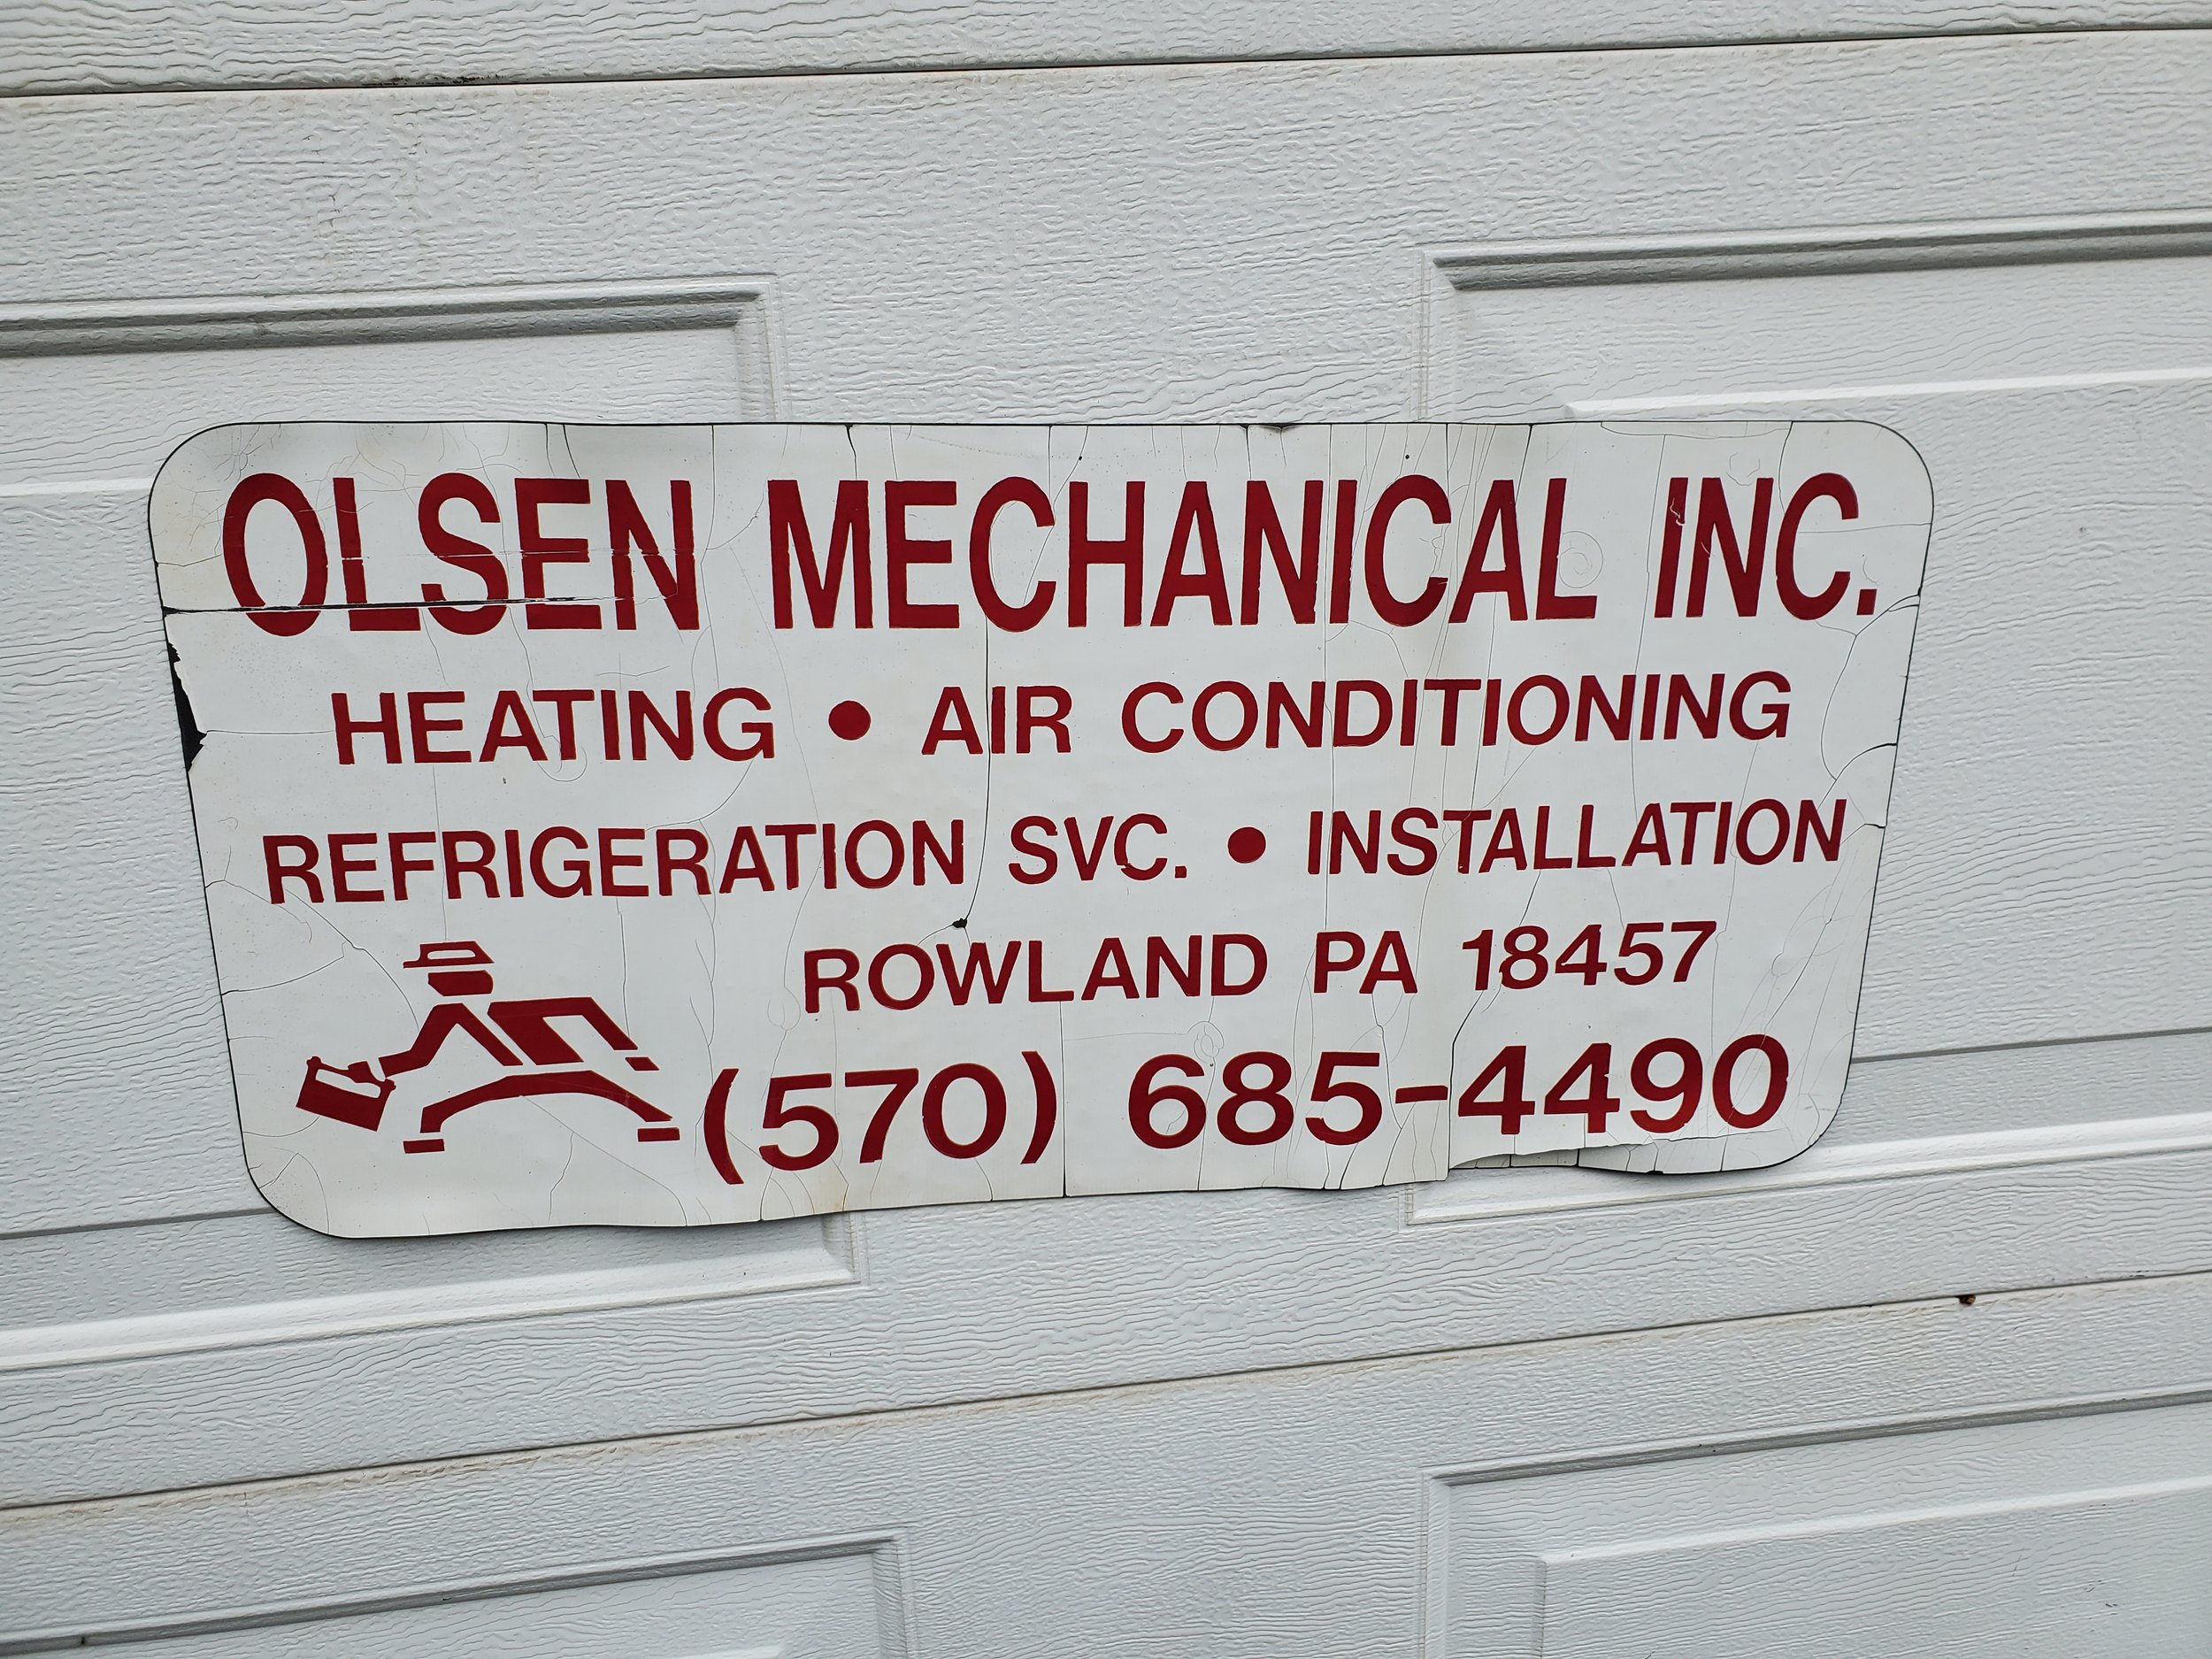 OLSEN MECHANICAL INC.
HEATING • AIR CONDITIONING
REFRIGERATION SVC. • INSTALLATION
ROWLAND PA 18457
(570) 685-4490